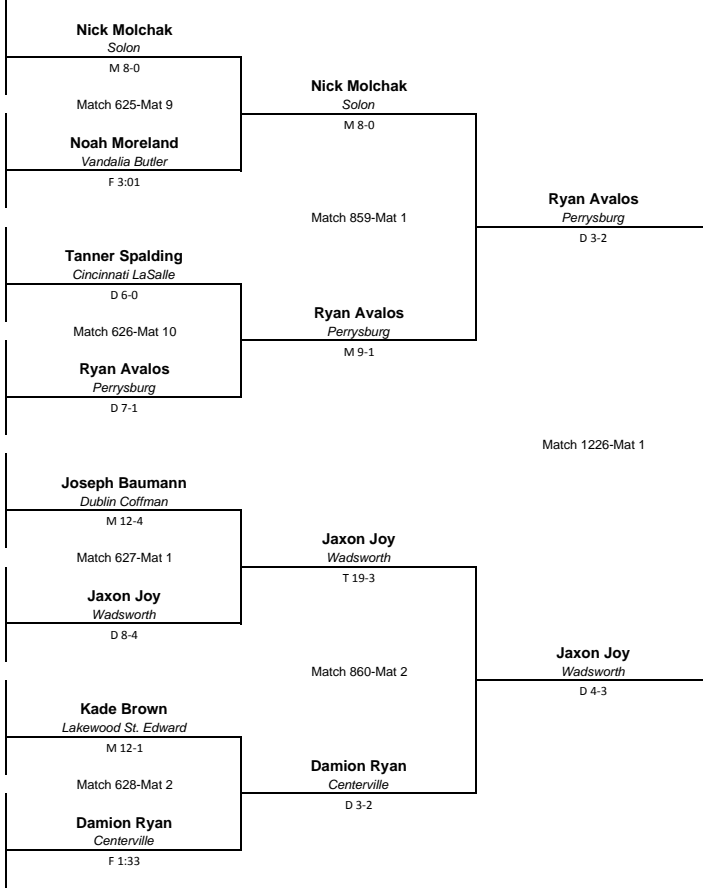 Nick Molchak
Solon
M 8-0
Match 625-Mat 9
Noah Moreland
Vandalia Butler
F 3:01
Tanner Spalding
Cincinnati LaSalle
D 6-0
Match 626-Mat 10
Ryan Avalos
Perrysburg
D 7-1
Joseph Baumann
Dublin Coffman
M 12-4
Match 627-Mat 1
Jaxon Joy
Wadsworth
D 8-4
Kade Brown
Lakewood St. Edward
M 12-1
Match 628-Mat 2
Damion Ryan
Centerville
F 1:33
Nick Molchak
Solon
M 8-0
Match 859-Mat 1
Ryan Avalos
Perrysburg
M 9-1
Jaxon Joy
Wadsworth
T 19-3
Match 860-Mat 2
Damion Ryan
Centerville
D 3-2
Ryan Avalos
Perrysburg
D 3-2
Match 1226-Mat 1
Jaxon Joy
Wadsworth
D 4-3